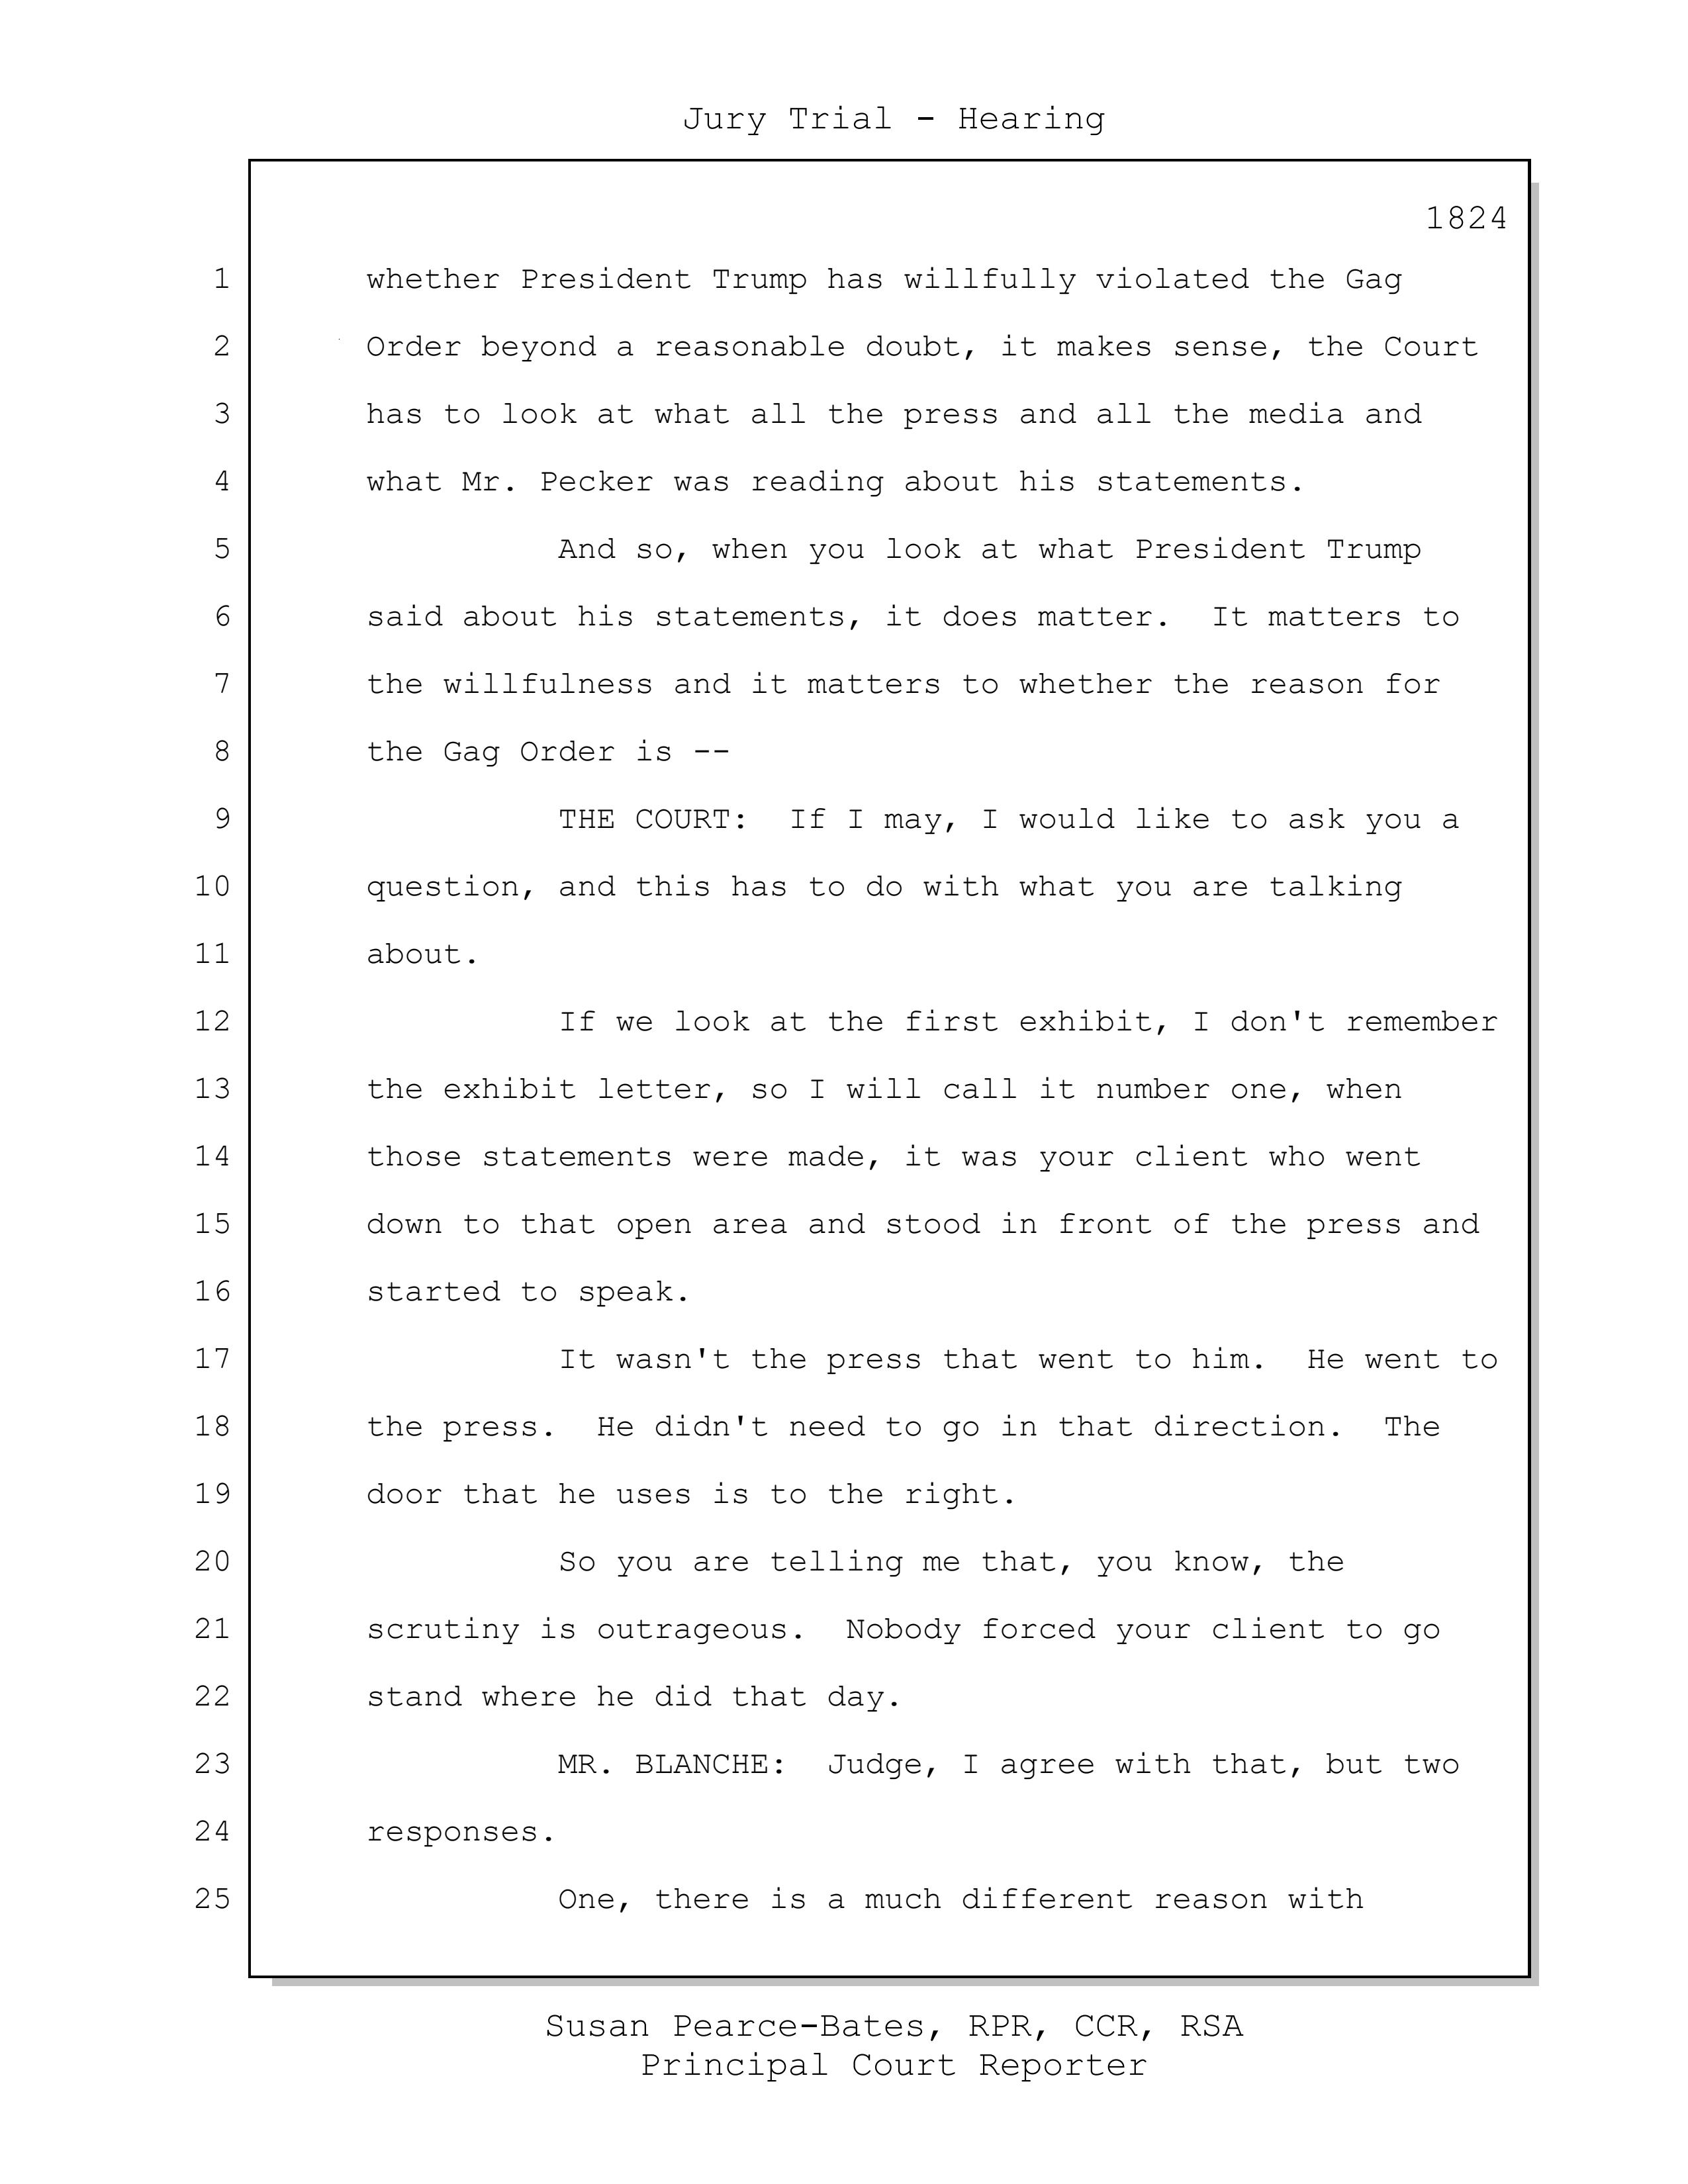 Jury Trial - Hearing
1824
1 whether President Trump has willfully violated the Gag
2 Order beyond a reasonable doubt, it makes sense, the Court
3 has to look at what all the press and all the media and
4 what Mr. Pecker was reading about his statements.
5 And so, when you look at what President Trump
6 said about his statements, it does matter.  It matters to
7 the willfulness and it matters to whether the reason for
8 the Gag Order is --
9 THE COURT:  If I may, I would like to ask you a
10 question, and this has to do with what you are talking
11 about.
12 If we look at the first exhibit, I don't remember
13 the exhibit letter, so I will call it number one, when
14 those statements were made, it was your client who went
15 down to that open area and stood in front of the press and
16 started to speak.
17 It wasn't the press that went to him.  He went to
18 the press.  He didn't need to go in that direction.  The
19 door that he uses is to the right.
20 So you are telling me that, you know, the
21 scrutiny is outrageous.  Nobody forced your client to go
22 stand where he did that day.
23 MR. BLANCHE:  Judge, I agree with that, but two
24 responses.
25 One, there is a much different reason with
Susan Pearce-Bates, RPR, CCR, RSA
Principal Court Reporter